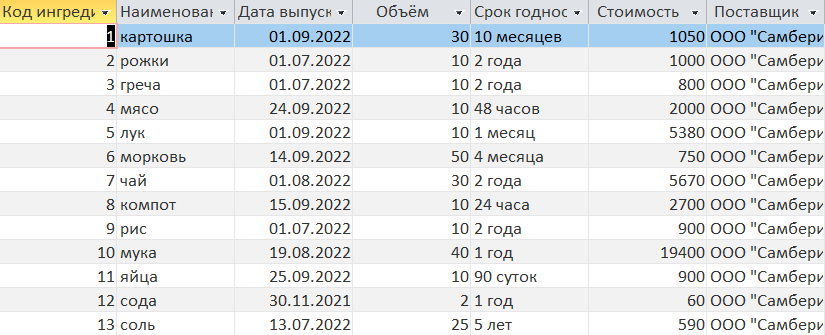 Код ингреди Наименован Дата выпуск Объём Срок годнос Стоимость Поставщик
1 картошка 01.09.2022 30 10 месяцев 1050 ООО "Самбери
2 рожки 01.07.2022 10 2 года 1000 ООО "Самбери
3 греча 01.07.2022 10 2 года 800 ООО "Самбери
4 мясо 24.09.2022 10 48 часов 2000 ООО "Самбери
5 лук 01.09.2022 10 1 месяц 5380 ООО "Самбери
6 морковь 14.09.2022 50 4 месяца 750 ООО "Самбери
7 чай 01.08.2022 30 2 года 5670 ООО "Самбери
8 компот 15.09.2022 10 24 часа 2700 ООО "Самбери
9 рис 01.07.2022 10 2 года 900 ООО "Самбери
10 мука 19.08.2022 40 1 год 19400 ООО "Самбери
11 яйца 25.09.2022 10 90 суток 900 ООО "Самбери
12 сода 30.11.2021 2 1 год 60 ООО "Самбери
13 соль 13.07.2022 25 5 лет 590 ООО "Самбери